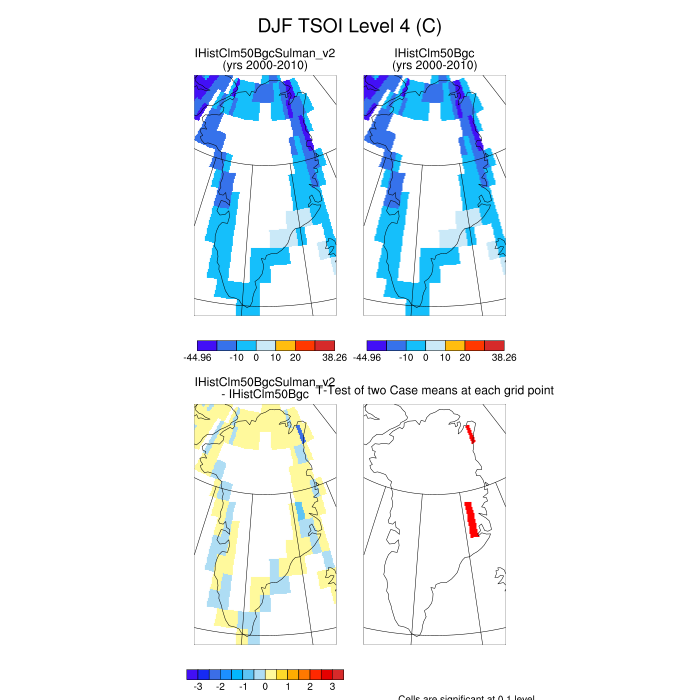 DJF TSOI Level 4 (C)
IHistClm50BgcSulman_v2
(yrs 2000-2010)
IHistClm50Bgc
(yrs 2000-2010)
-44.96 -10 0 10 20 38.26
-44.96 -10 0 10 20 38.26
IHistClm50BgcSulman_v2
- IHistClm50Bgc
T-Test of two Case means at each grid point
-3 -2 -1 0 1 2 3
Cells are significant at 0.1 level